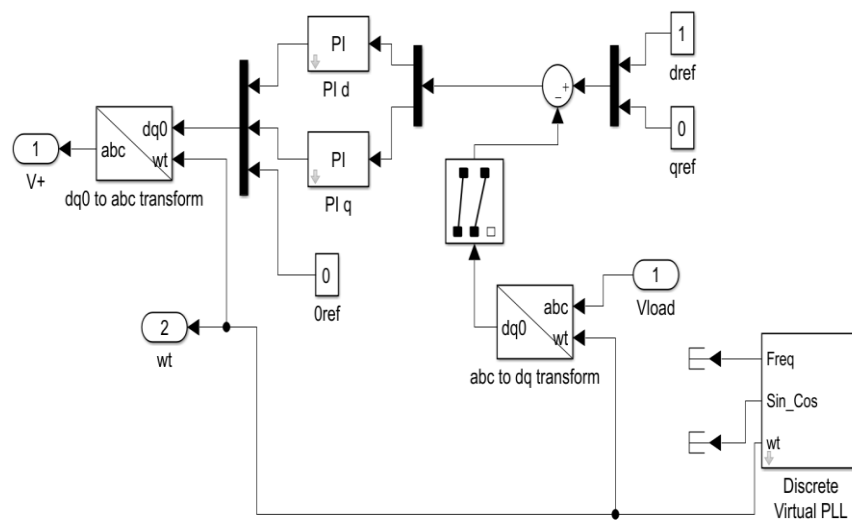 PI
PI d
1
dref
dq0
abc
wt
1
V+
dq0 to abc transform
– +
PI
PI q
0
qref
0
0ref
1
Vload
abc
dq0
wt
abc to dq transform
2
wt
Freq
Sin_Cos
wt
Discrete
Virtual PLL